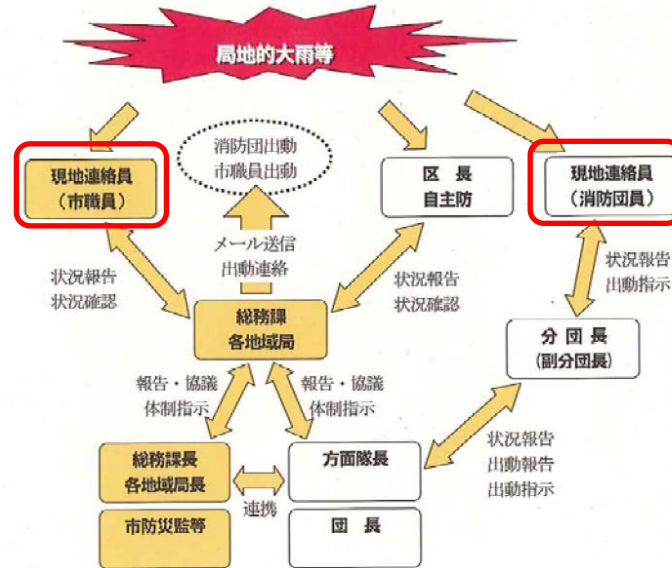 局地的大雨等
消防団出動
市職員出動
現地連絡員
(市職員)
区 長
自主防
現地連絡員
(消防団員)
メール送信
出動連絡
状況報告
状況確認
状況報告
状況確認
状況報告
出動指示
総務課
各地域局
分 団 長
(副分団長)
報告・協議
体制指示
報告・協議
体制指示
状況報告
出動報告
出動指示
総務課長
各地域局長
方面隊長
連携
市防災監等
団 長